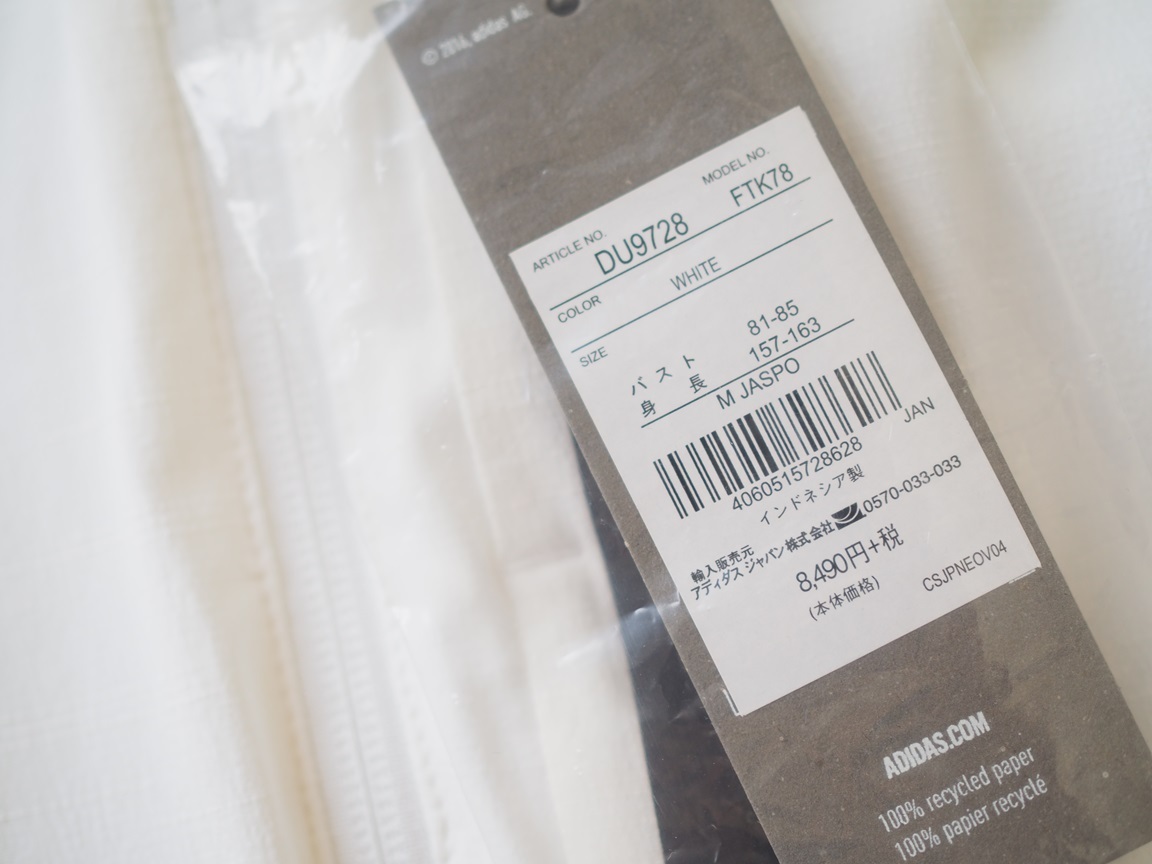 © 2016, adidas AG.
MODEL NO.
ARTICLE NO. DU9728 FTK78
COLOR WHITE
SIZE
バスト 81-85
身長 157-163
M JASPO
JAN
4060515728628
インドネシア製
輸入販売元
アディダス ジャパン株式会社 0570-033-033
8,490円+税
(本体価格) CSJPNEOV04
ADIDAS.COM
100% recycled paper
100% papier recyclé